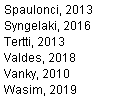 Spaulonci, 2013
Syngelaki, 2016
Tertti, 2013
Valdes, 2018
Vanky, 2010
Wasim, 2019